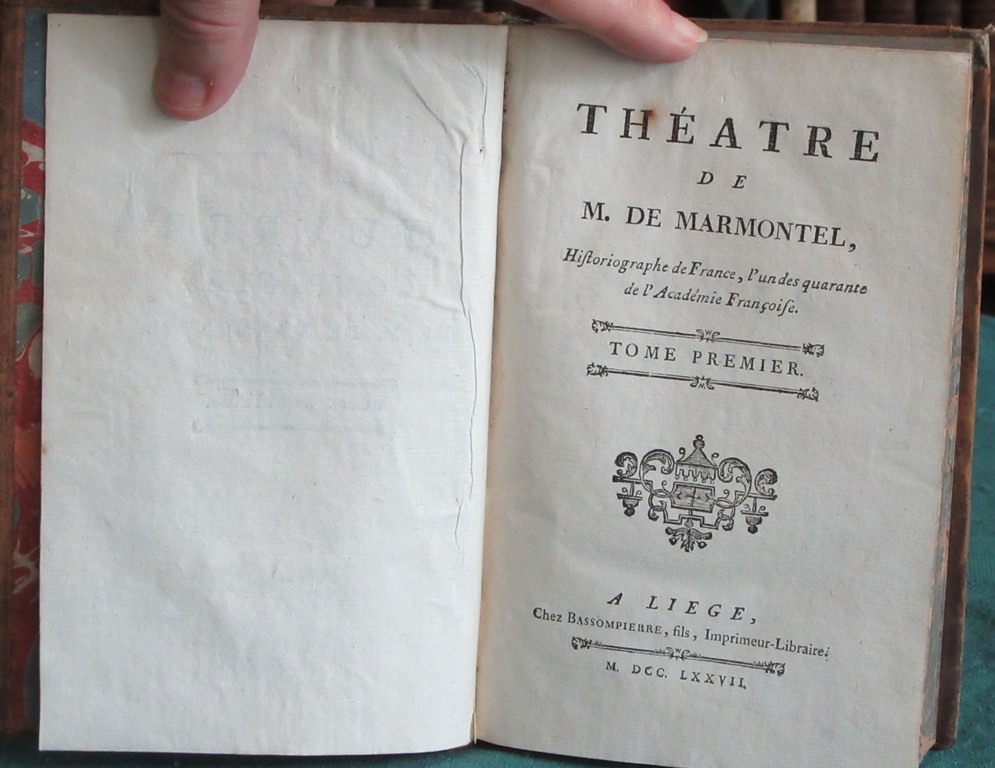 THÉATRE
DE
M. DE MARMONTEL,
Hiſtoriographe de France, l'un des quarante
de l'Académie Françoiſe.
TOME PREMIER.
A LIEGE,
Chez BASSOMPIERRE, fils, Imprimeur-Libraire.
M. DCC. LXXVII.